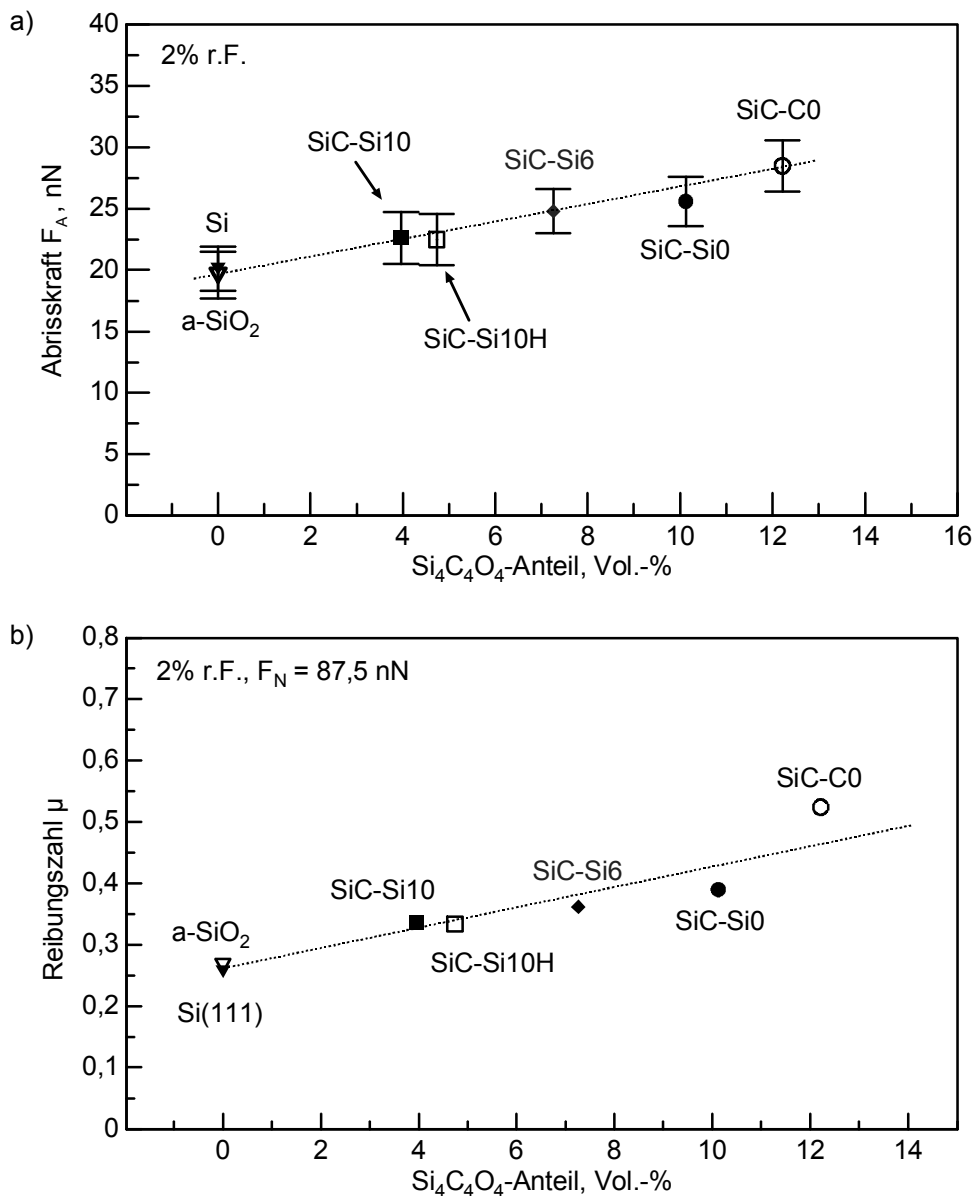 a)
40
2% r.F.
35
SiC-C0
SiC-Si10
30
SiC-Si6
25
Si
SiC-Si0
20
a-SiO₂
SiC-Si10H
15
10
5
0
Abrisskraft F_A, nN
0 2 4 6 8 10 12 14 16
Si₄C₄O₄-Anteil, Vol.-%
b)
0,8
2% r.F., F_N = 87,5 nN
0,7
0,6
SiC-C0
0,5
SiC-Si6
SiC-Si10
0,4
SiC-Si0
a-SiO₂
SiC-Si10H
0,3
Si(111)
0,2
0,1
0
Reibungszahl µ
0 2 4 6 8 10 12 14
Si₄C₄O₄-Anteil, Vol.-%